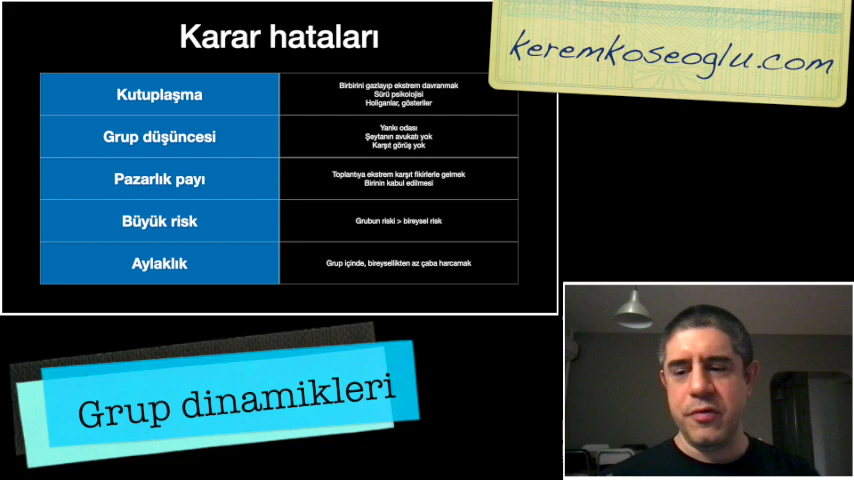 Karar hataları
keremkoseoglu.com
Kutuplaşma
Birbirini gazlayıp ekstrem davranmak
Sürü psikolojisi
Holiganlar, gösteriler
Grup düşüncesi
Yankı odası
Şeytanın avukatı yok
Karşıt görüş yok
Pazarlık payı
Toplantıya ekstrem karşıt fikirlerle gelmek
Birinin kabul edilmesi
Büyük risk
Grubun riski > bireysel risk
Aylaklık
Grup içinde, bireysellikten az çaba harcamak
Grup dinamikleri